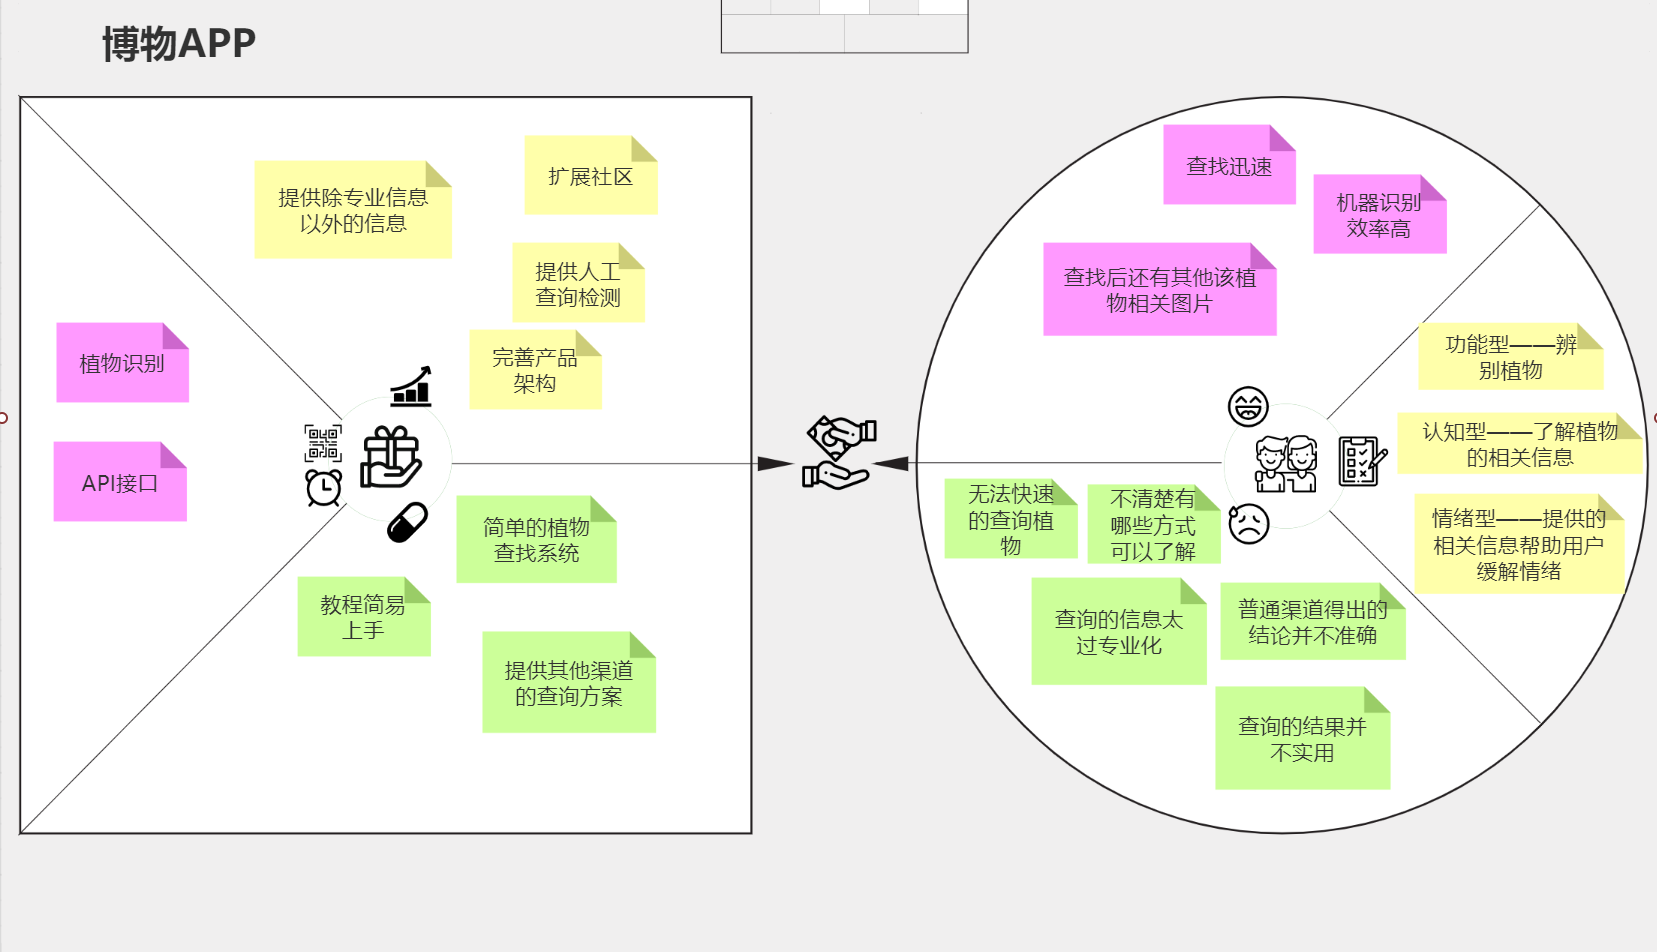 博物APP
提供除专业信息
以外的信息
扩展社区
提供人工
查询检测
完善产品
架构
植物识别
API接口
简单的植物
查找系统
教程简易
上手
提供其他渠道
的查询方案
查找迅速
机器识别
效率高
查找后还有其他该植
物相关图片
功能型——辨
别植物
认知型——了解植物
的相关信息
情绪型——提供的
相关信息帮助用户
缓解情绪
无法快速
的查询植
物
不清楚有
哪些方式
可以了解
查询的信息太
过专业化
普通渠道得出的
结论并不准确
查询的结果并
不实用